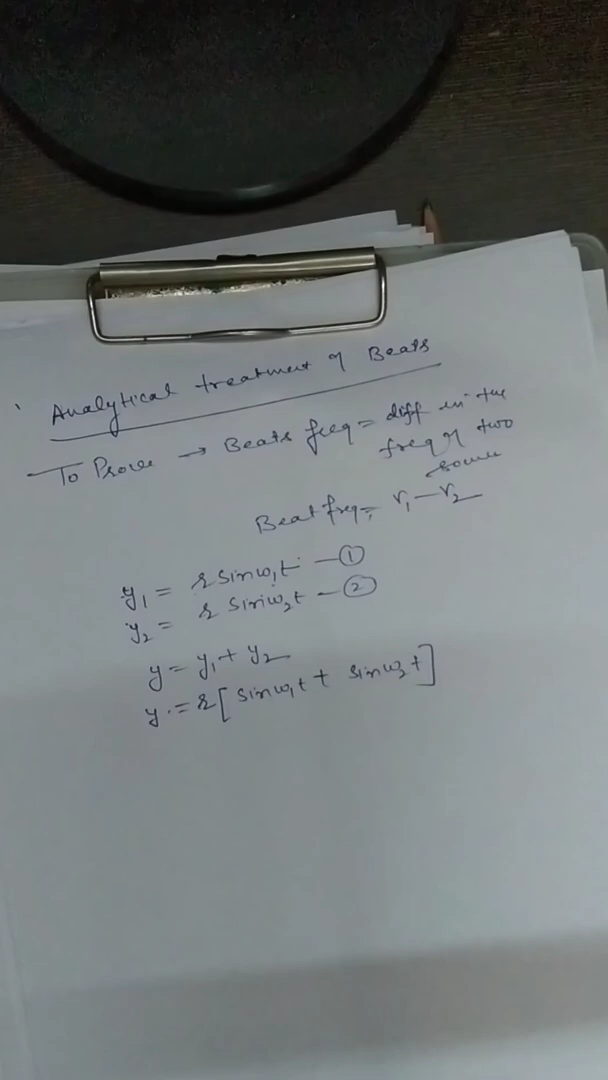 Analytical treatment of Beats
To Prove → Beats freq = diff in the
freq of two
Beat freq = ν₁ - ν₂
y₁ = r sinω₁t - ①
y₂ = r sinω₂t - ②
y = y₁ + y₂
y = r[sinω₁t + sinω₂t]